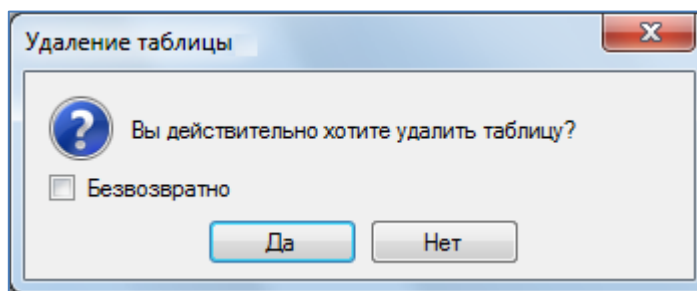 Удаление таблицы
Вы действительно хотите удалить таблицу?
Безвозвратно
Да
Нет